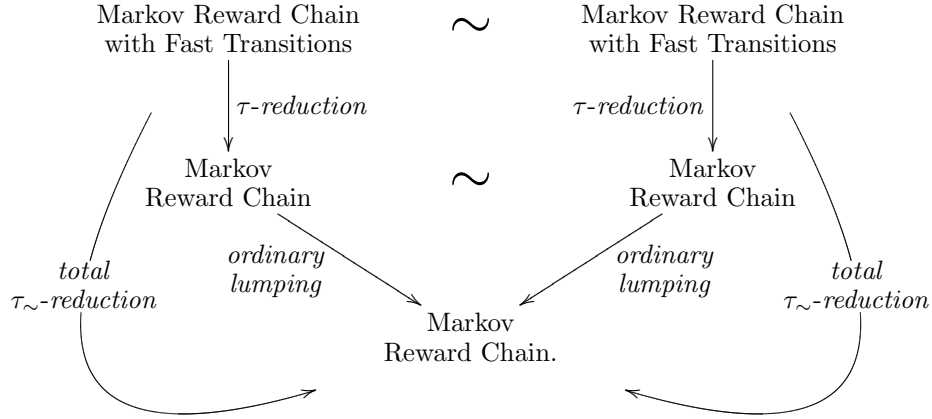 Markov Reward Chain ∼ Markov Reward Chain
with Fast Transitions with Fast Transitions
τ-reduction τ-reduction
Markov ∼ Markov
Reward Chain Reward Chain
ordinary ordinary
lumping lumping
total total
τ∼-reduction τ∼-reduction
Markov
Reward Chain.